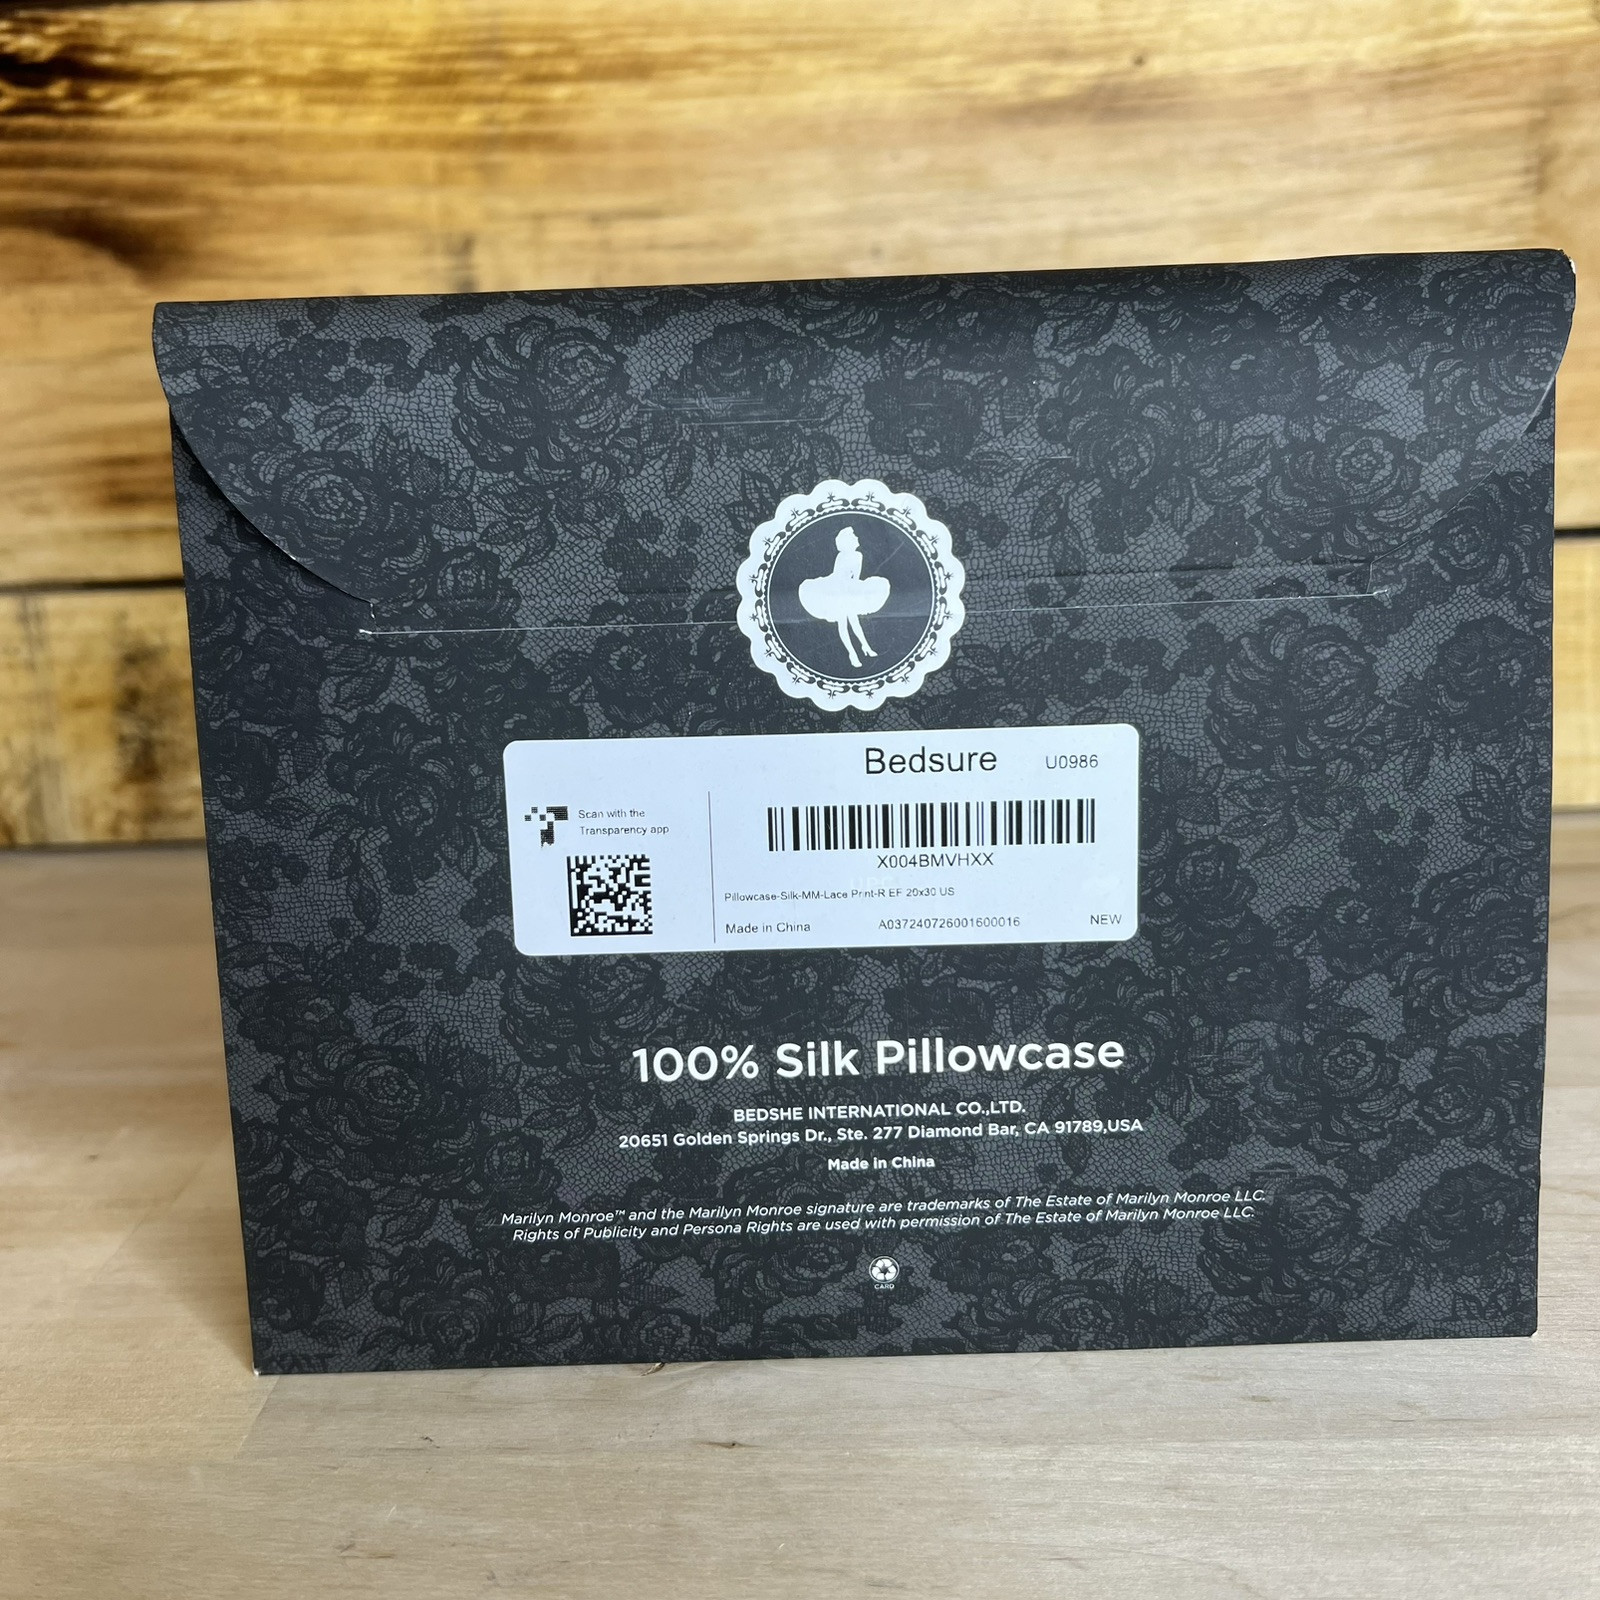 Bedsure U0986
Scan with the
Transparency app
X004BMVHXX
Pillowcase-Silk-MM-Lace Print-R EF 20x30 US
Made in China A037240726001600016 NEW
100% Silk Pillowcase
BEDSHE INTERNATIONAL CO.,LTD.
20651 Golden Springs Dr., Ste. 277 Diamond Bar, CA 91789,USA
Made in China
Marilyn Monroe™ and the Marilyn Monroe signature are trademarks of The Estate of Marilyn Monroe LLC.
Rights of Publicity and Persona Rights are used with permission of The Estate of Marilyn Monroe LLC.
CARD